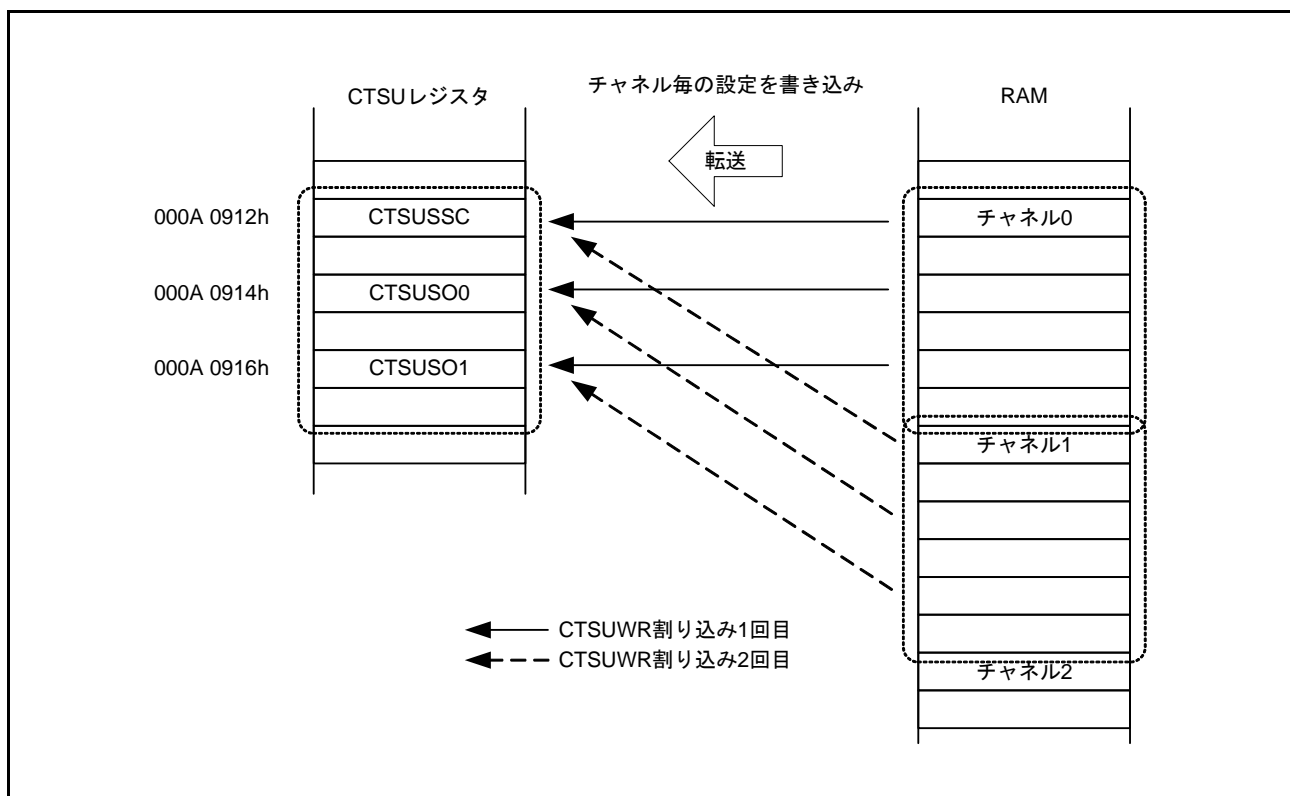 チャネル毎の設定を書き込み
CTSUレジスタ
RAM
転送
000A 0912h
CTSUSSC
チャネル0
000A 0914h
CTSUSO0
000A 0916h
CTSUSO1
チャネル1
CTSUWR割り込み1回目
CTSUWR割り込み2回目
チャネル2